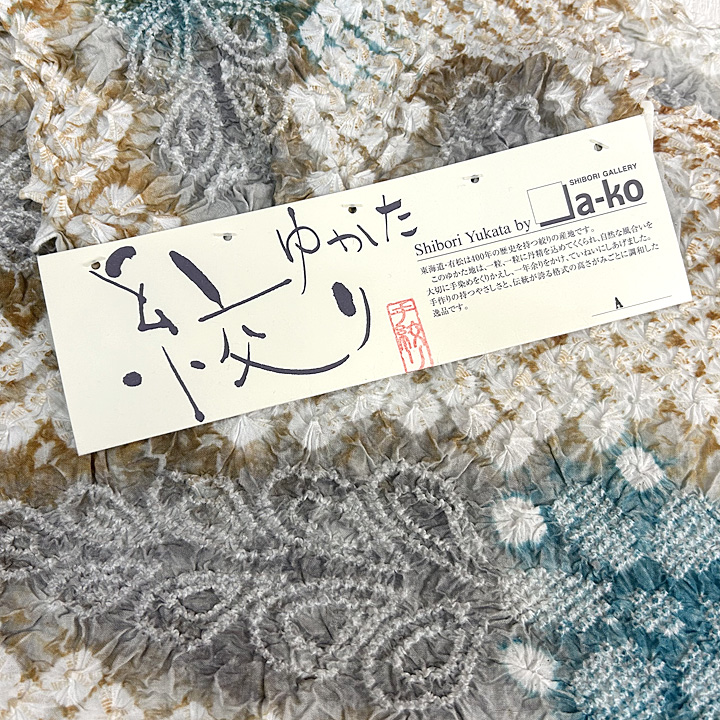 ゆかた
絞り
手絞り
SHIBORI GALLERY
Ja-ko
Shibori Yukata by
東海道・有松は400年の歴史を持つ絞りの産地です。
このゆかた地は、一粒、一粒に丹精を込めてくくられ、自然な風合いを
大切に手染めをくりかえし、一年余りをかけ、ていねいにしあげました。
手作りの持つやさしさと、伝統が誇る格式の高さがみごとに調和した
逸品です。
A